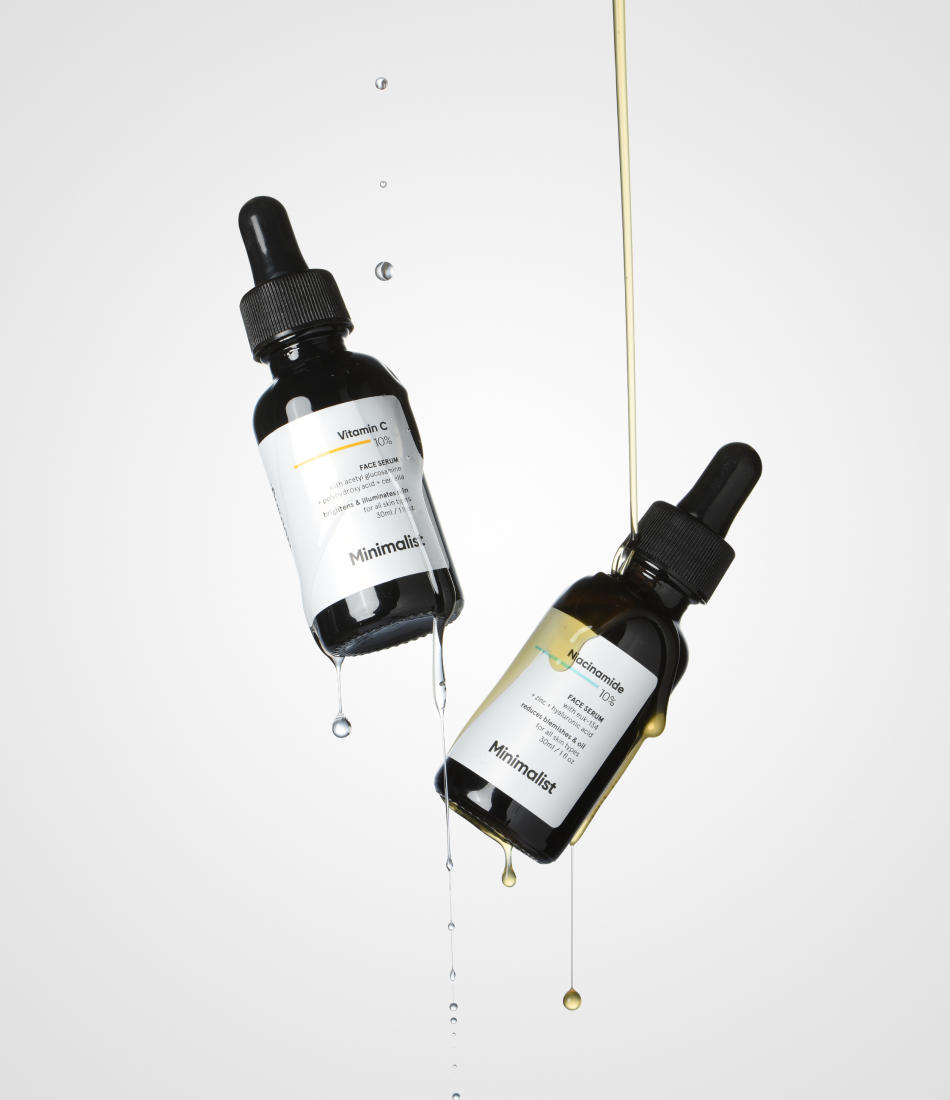 Vitamin C
10%
FACE SERUM
with acetyl glucosamine
+ polyhydroxy acid + centella
brightens & illuminates skin
for all skin types
30ml / 1 fl oz
Minimalist
Niacinamide
10%
FACE SERUM
with euk-134
+ zinc + hyaluronic acid
reduces blemishes & oil
for all skin types
30ml / 1 fl oz
Minimalist